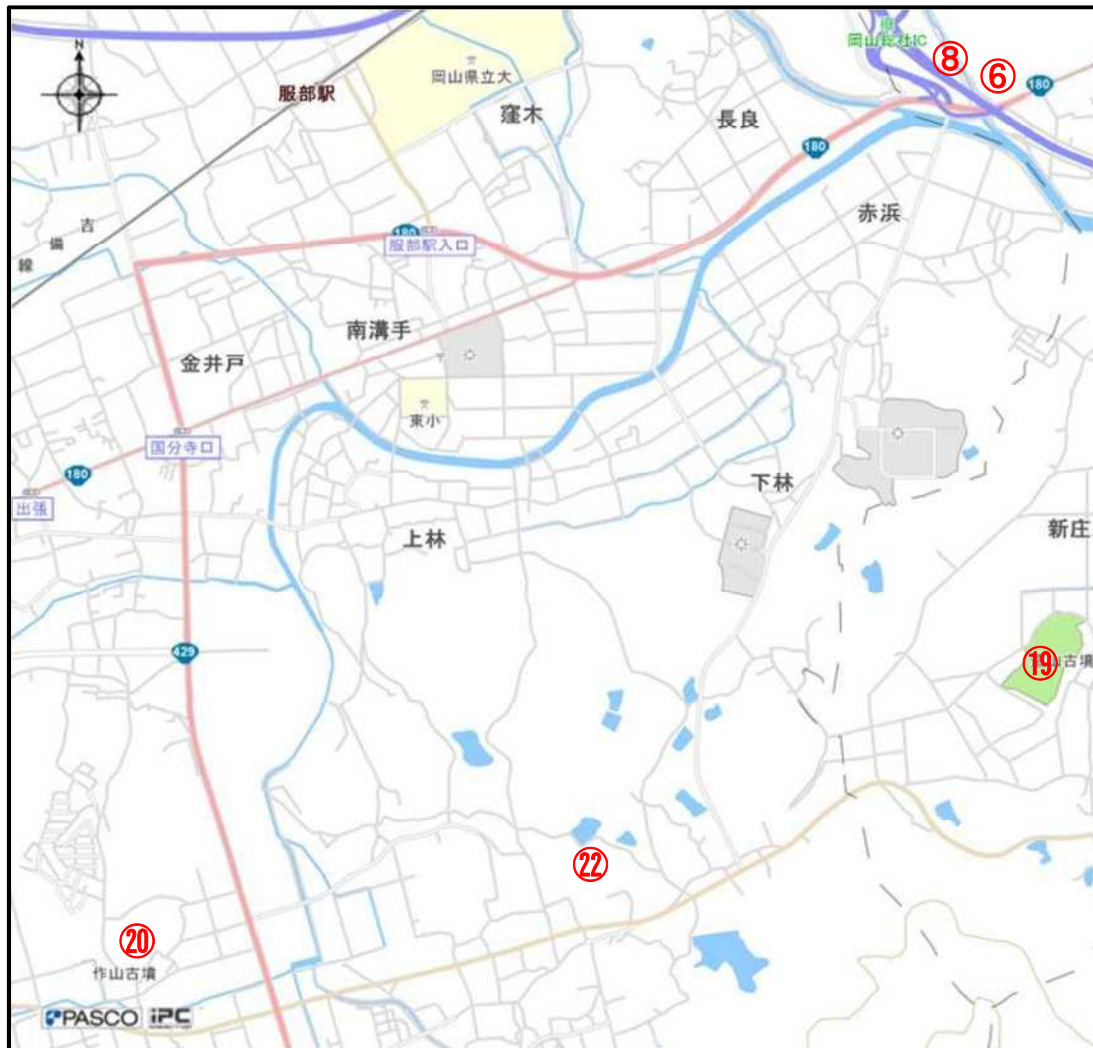 N
岡山総社IC
⑧
⑥
岡山県立大
180
服部駅
窪木
長良
180
赤浜
吉備線
180
服部駅入口
南溝手
金井戸
東小
国分寺口
180
出張
下林
上林
新庄
429
⑲
山古墳
㉒
⑳
作山古墳
PASCO iPC